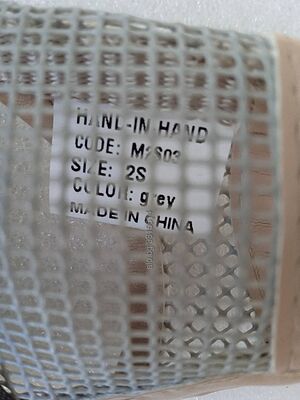 HAND-IN HAND
CODE: M2S03
SIZE: 2S
COLOR: grey
MADE IN CHINA